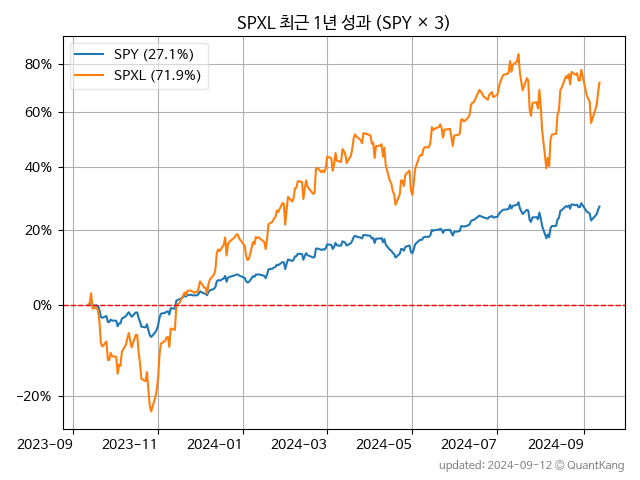 SPXL 최근 1년 성과 (SPY × 3)
SPY (27.1%)
SPXL (71.9%)
80%
60%
40%
20%
0%
−20%
2023-09 2023-11 2024-01 2024-03 2024-05 2024-07 2024-09
updated: 2024-09-12 © QuantKang